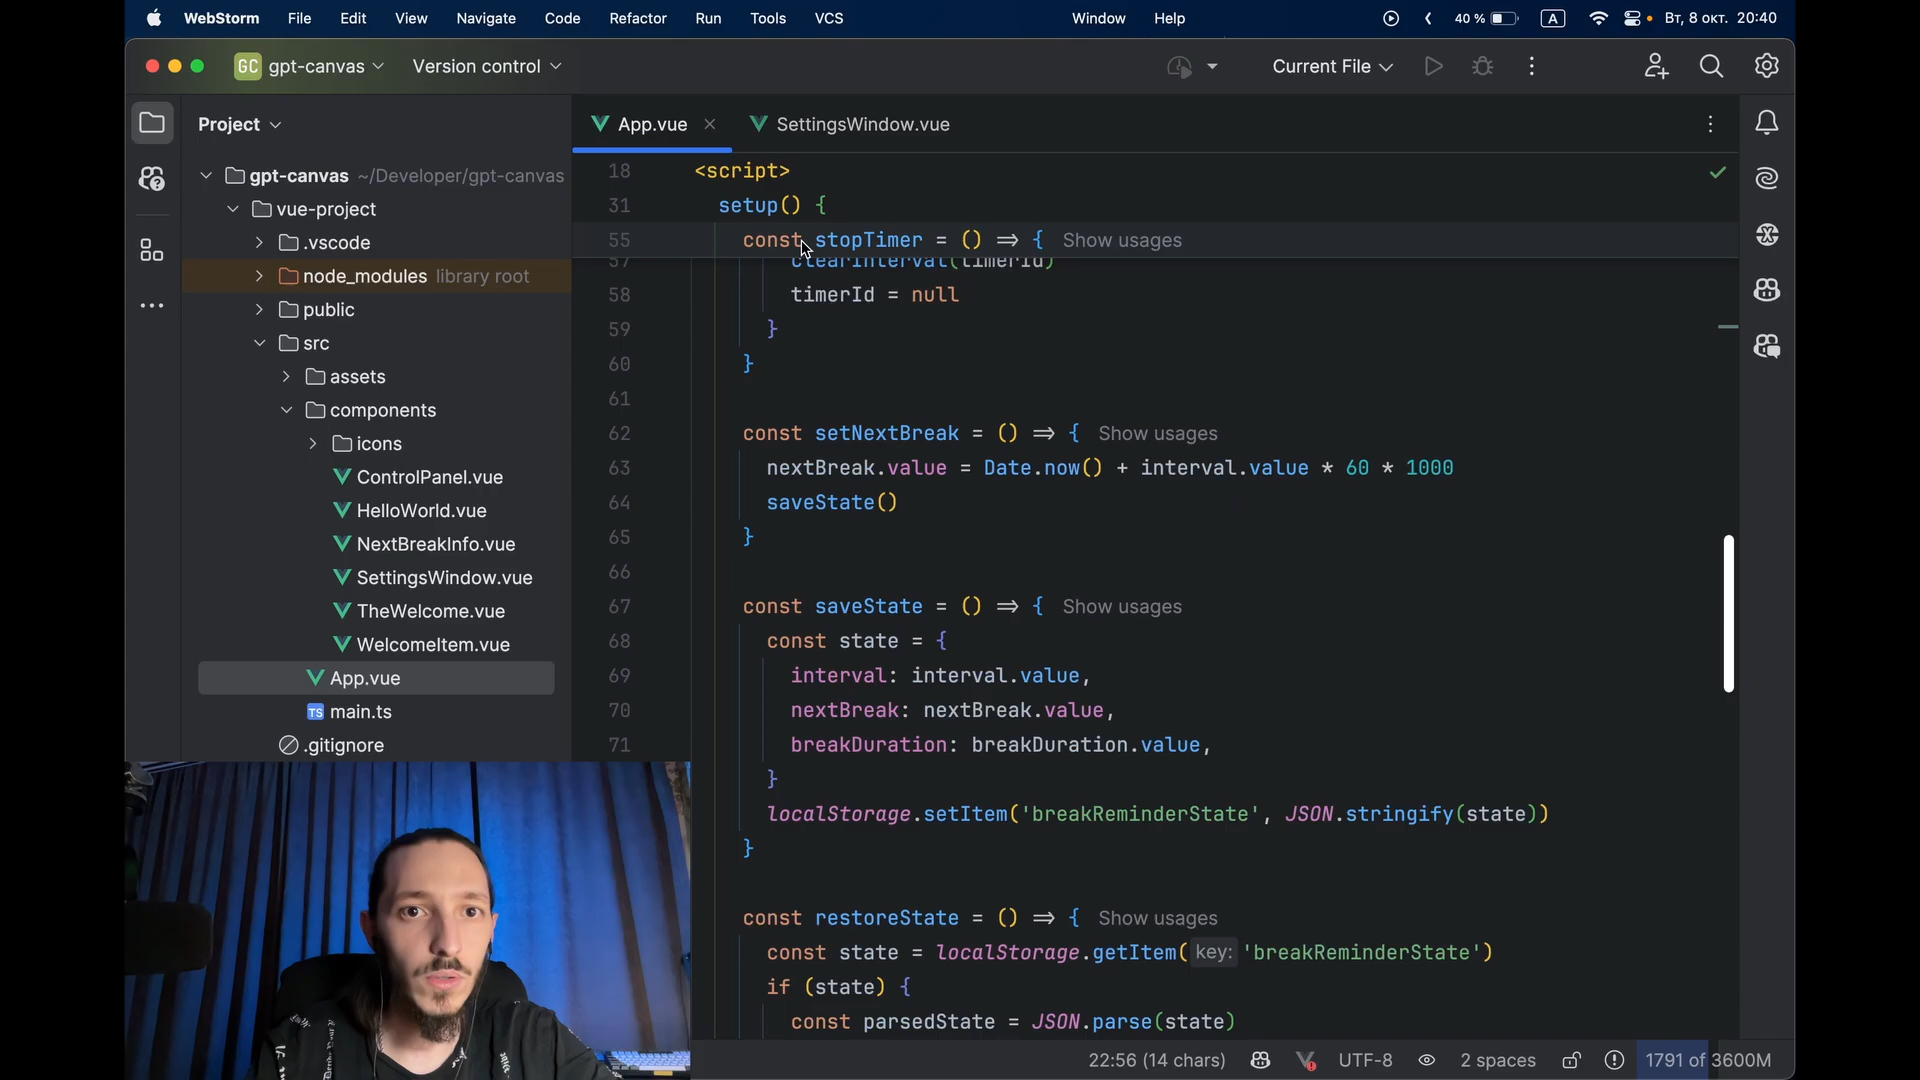 WebStorm File Edit View Navigate Code Refactor Run Tools VCS Window Help 40 % A Вт, 8 окт. 20:40
GC gpt-canvas Version control Current File
Project
App.vue SettingsWindow.vue
gpt-canvas ~/Developer/gpt-canvas
vue-project
.vscode
node_modules library root
public
src
assets
components
icons
ControlPanel.vue
HelloWorld.vue
NextBreakInfo.vue
SettingsWindow.vue
TheWelcome.vue
WelcomeItem.vue
App.vue
TS main.ts
.gitignore
18 <script>
31 setup() {
55 const stopTimer = () => { Show usages
57 clearInterval(timerId)
58 timerId = null
59 }
60 }
61
62 const setNextBreak = () => { Show usages
63 nextBreak.value = Date.now() + interval.value * 60 * 1000
64 saveState()
65 }
66
67 const saveState = () => { Show usages
68 const state = {
69 interval: interval.value,
70 nextBreak: nextBreak.value,
71 breakDuration: breakDuration.value,
}
localStorage.setItem('breakReminderState', JSON.stringify(state))
}
const restoreState = () => { Show usages
const state = localStorage.getItem( key: 'breakReminderState')
if (state) {
const parsedState = JSON.parse(state)
22:56 (14 chars) UTF-8 2 spaces 1791 of 3600M